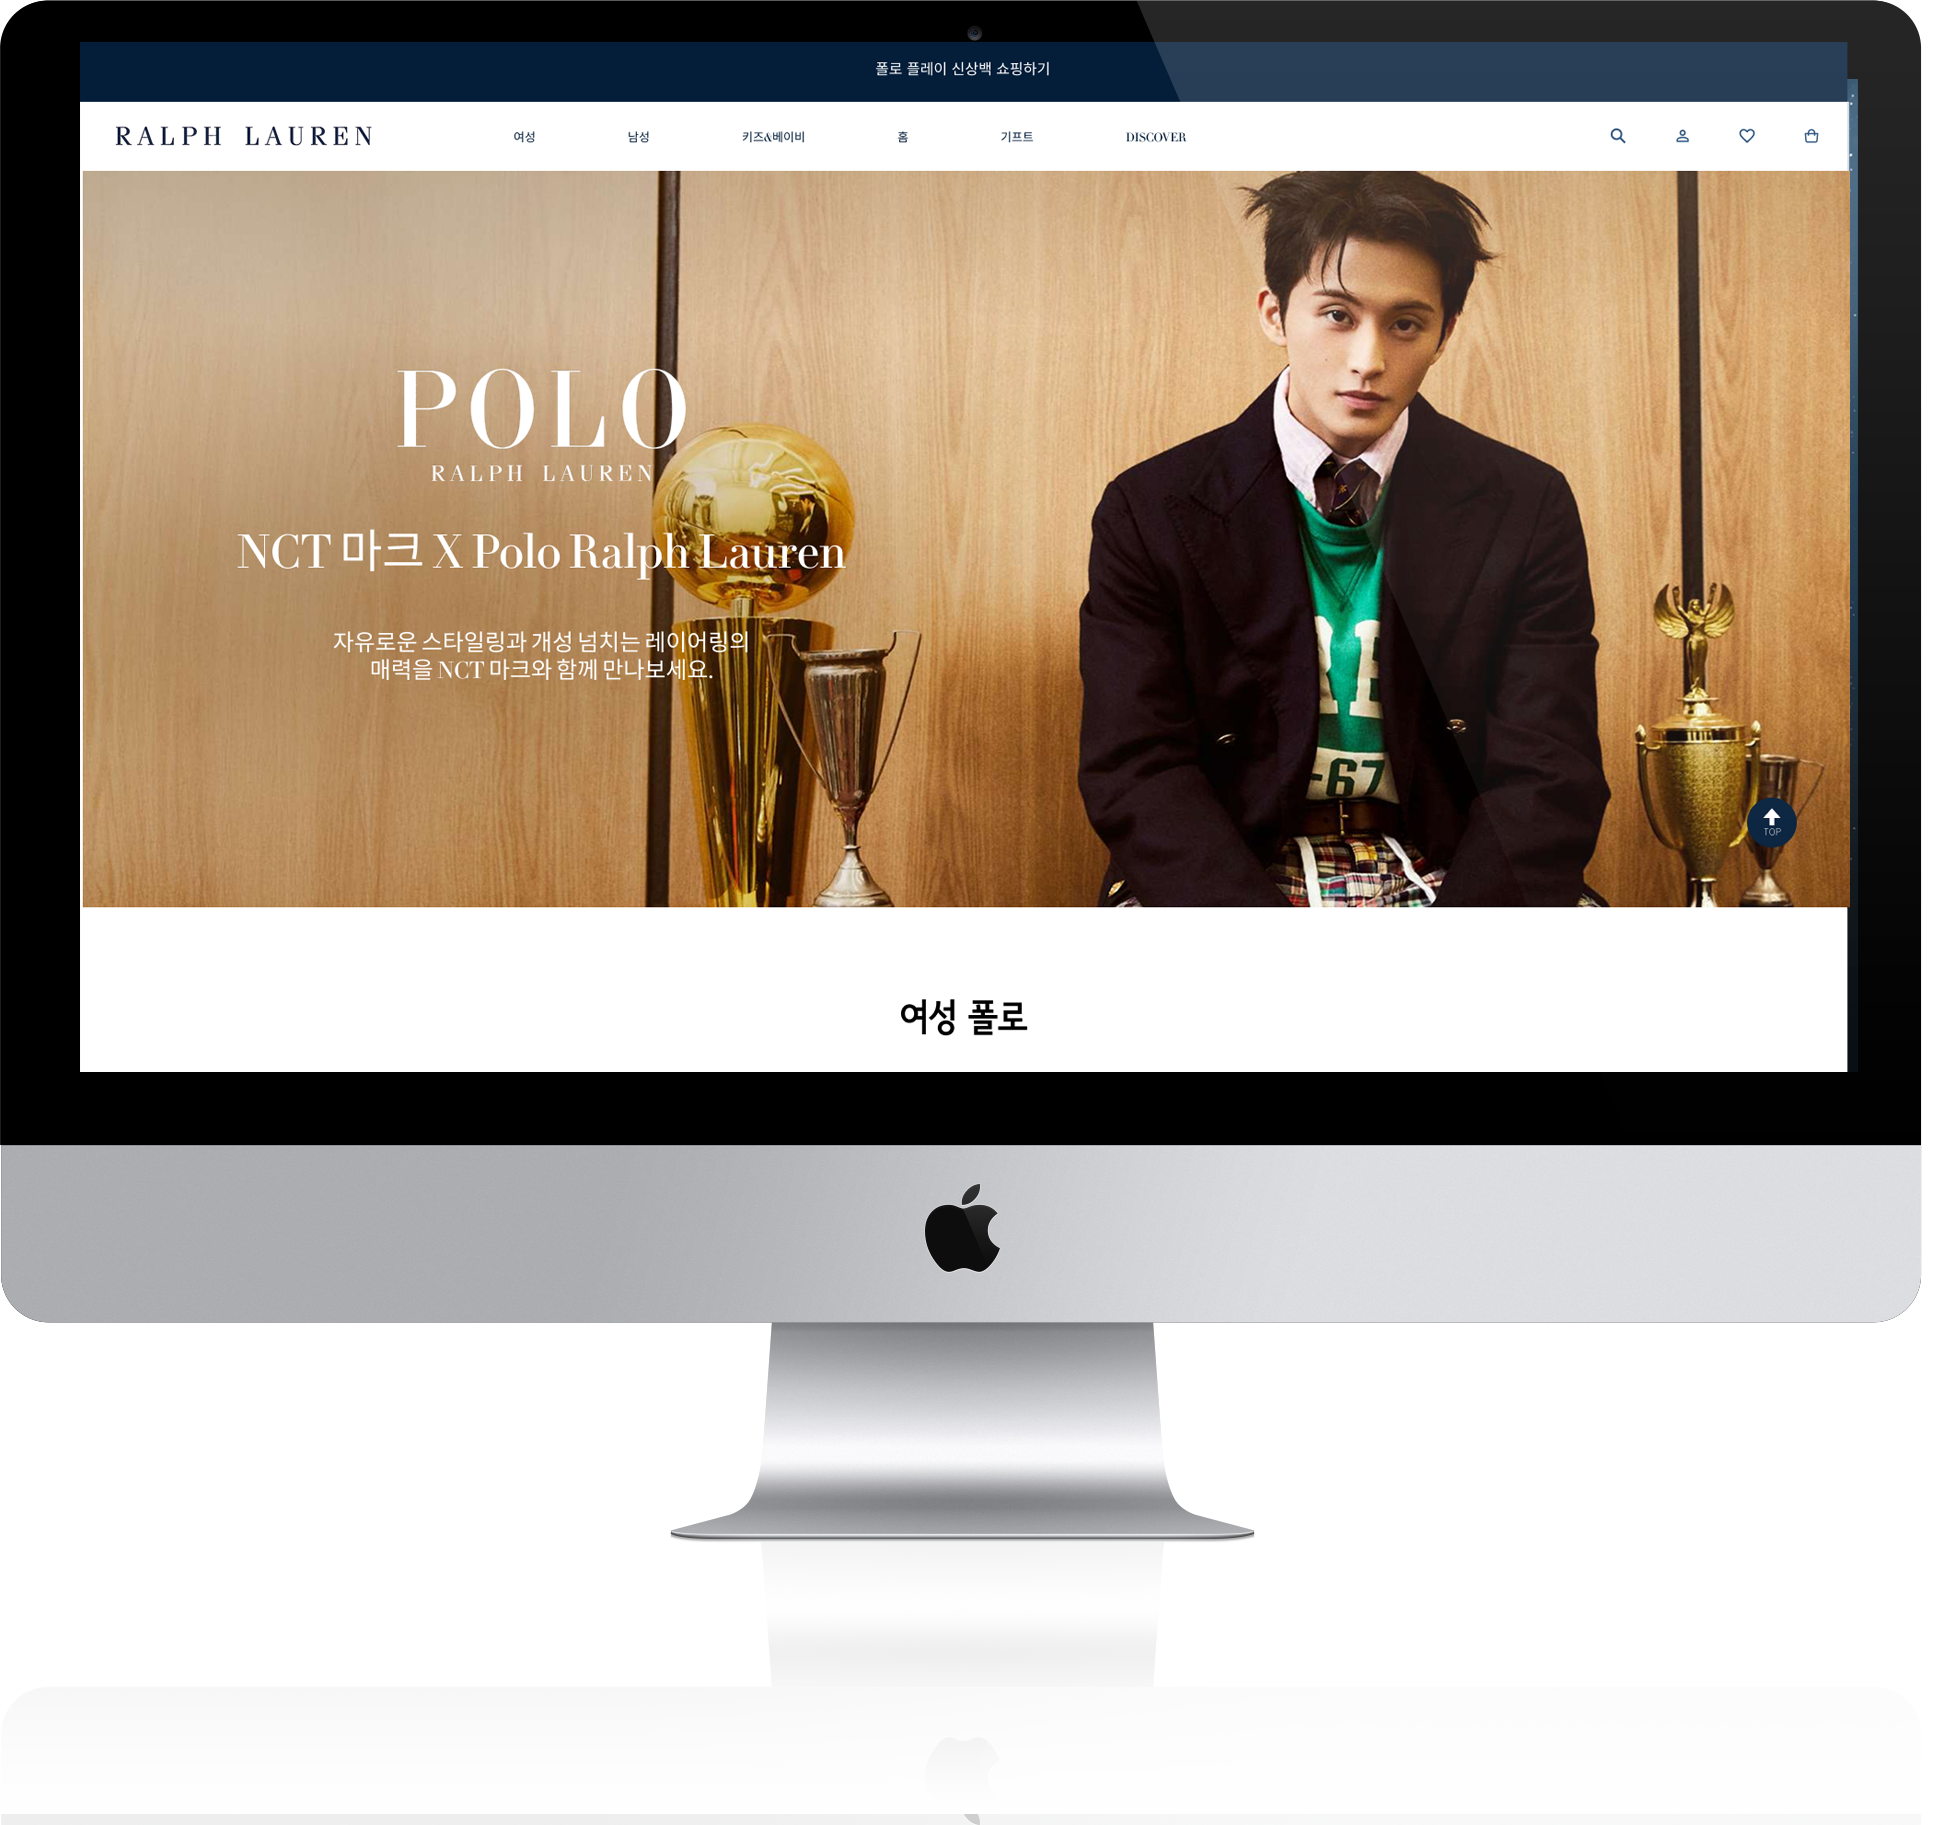 폴로 플레이 신상백 쇼핑하기
RALPH LAUREN 여성 남성 키즈&베이비 홈 기프트 DISCOVER
POLO
RALPH LAUREN
NCT 마크 X Polo Ralph Lauren
자유로운 스타일링과 개성 넘치는 레이어링의
매력을 NCT 마크와 함께 만나보세요.
-67
TOP
여성 폴로